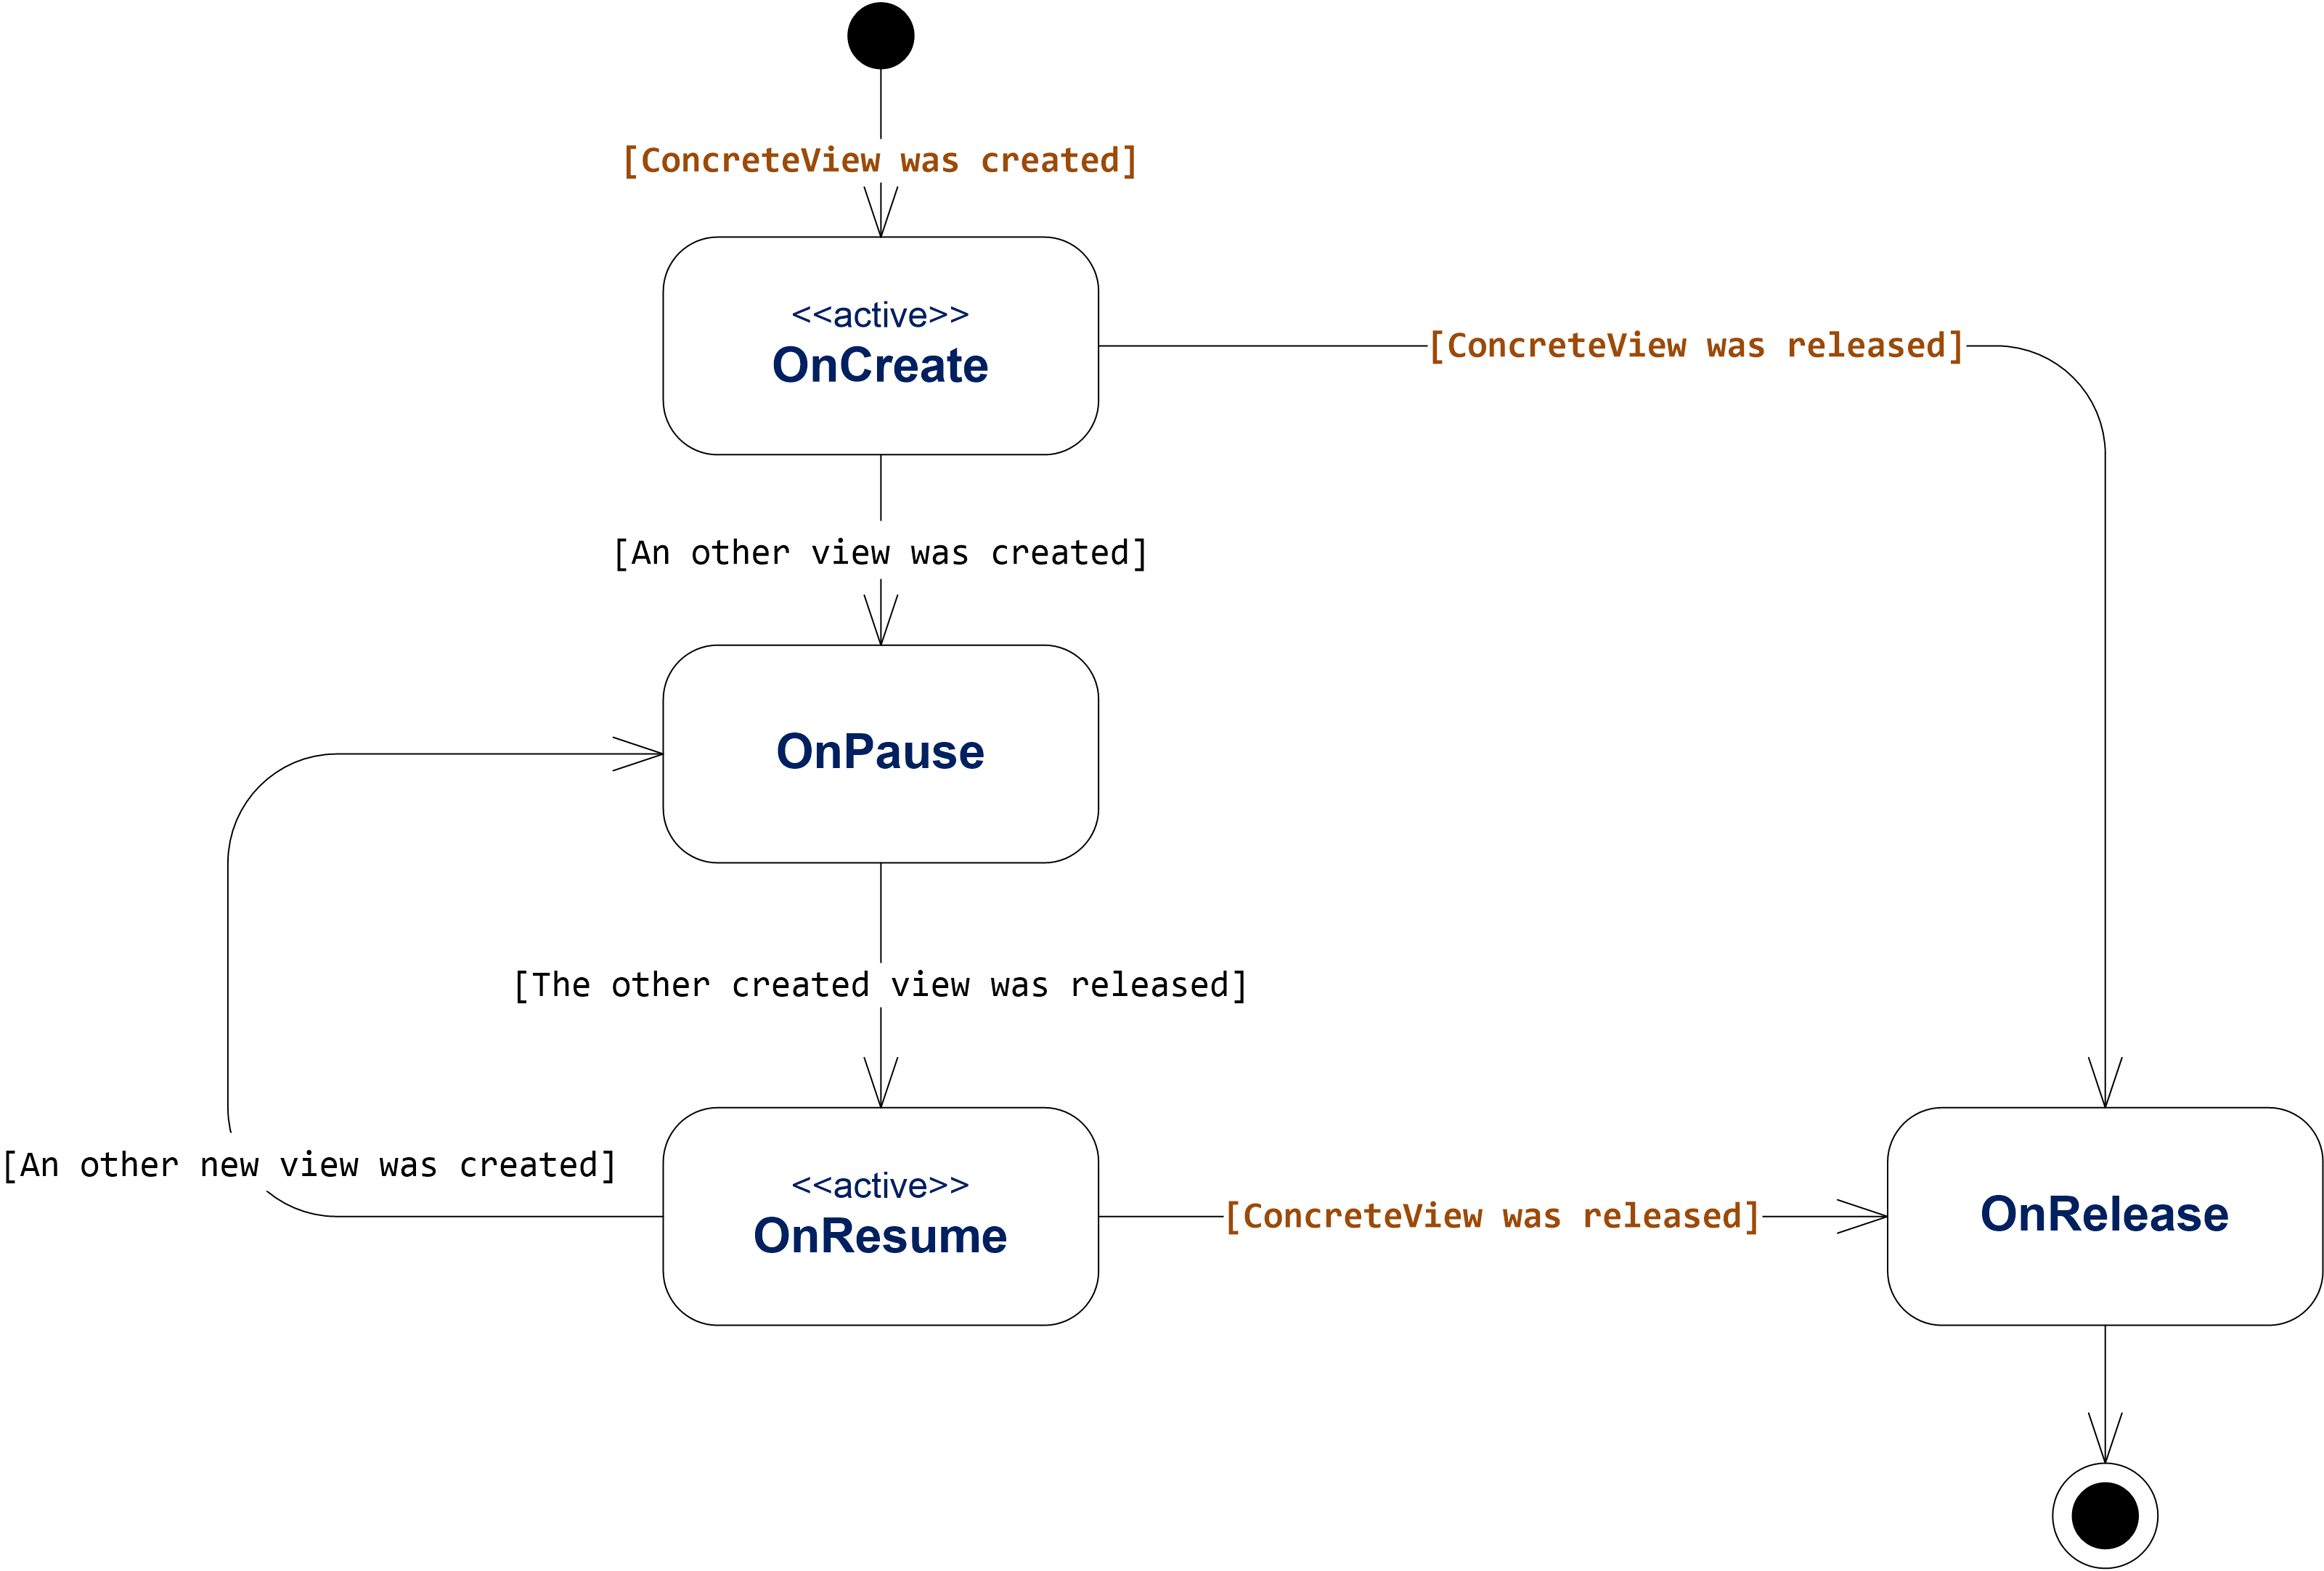 [ConcreteView was created]
<<active>>
OnCreate
[ConcreteView was released]
[An other view was created]
OnPause
[The other created view was released]
[An other new view was created]
<<active>>
OnResume
[ConcreteView was released]
OnRelease